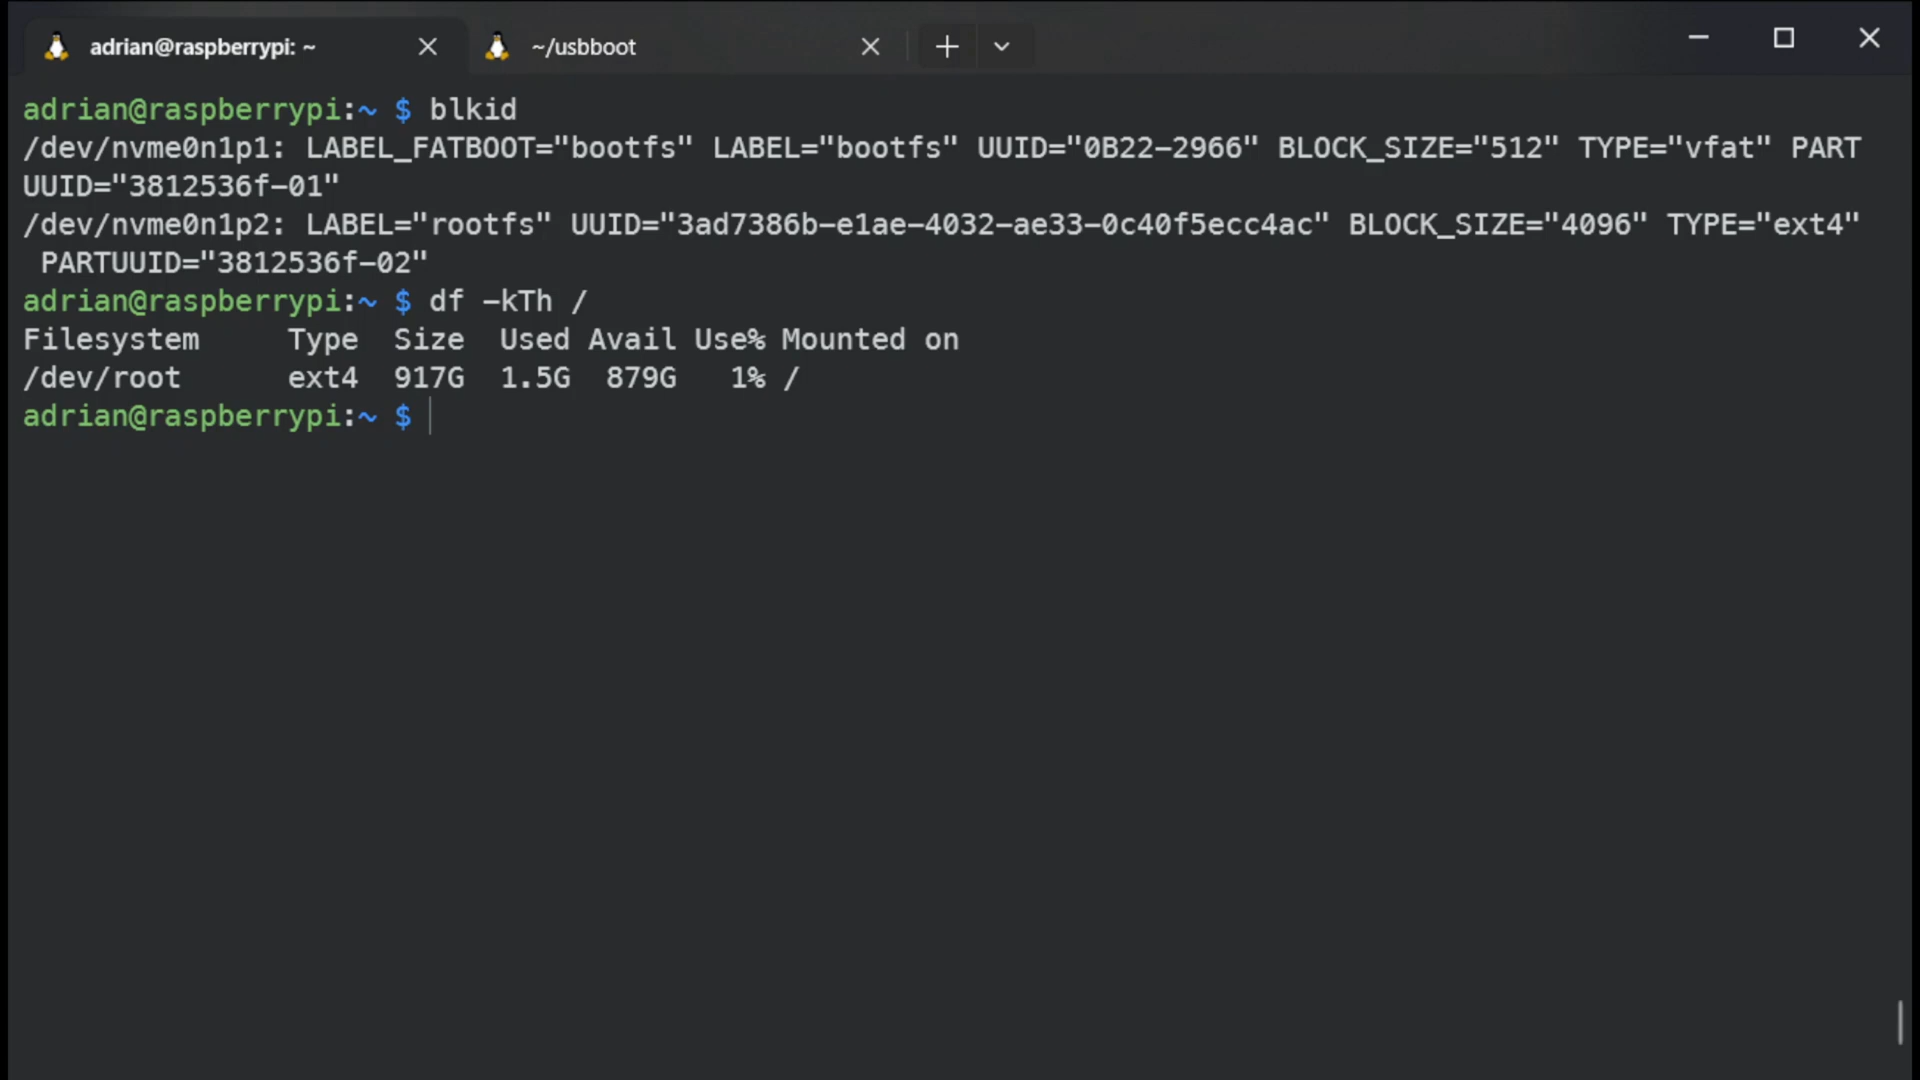 adrian@raspberrypi: ~
~/usbboot
adrian@raspberrypi:~ $ blkid
/dev/nvme0n1p1: LABEL_FATBOOT="bootfs" LABEL="bootfs" UUID="0B22-2966" BLOCK_SIZE="512" TYPE="vfat" PART
UUID="3812536f-01"
/dev/nvme0n1p2: LABEL="rootfs" UUID="3ad7386b-e1ae-4032-ae33-0c40f5ecc4ac" BLOCK_SIZE="4096" TYPE="ext4"
 PARTUUID="3812536f-02"
adrian@raspberrypi:~ $ df -kTh /
Filesystem     Type  Size  Used Avail Use% Mounted on
/dev/root      ext4  917G  1.5G  879G   1% /
adrian@raspberrypi:~ $